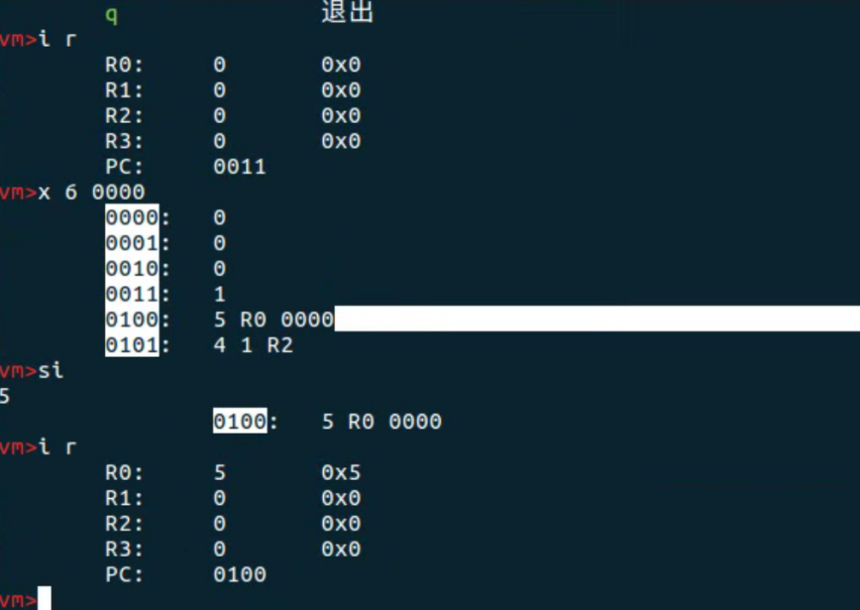 q 退出
vm>i r
R0: 0 0x0
R1: 0 0x0
R2: 0 0x0
R3: 0 0x0
PC: 0011
vm>x 6 0000
0000: 0
0001: 0
0010: 0
0011: 1
0100: 5 R0 0000
0101: 4 1 R2
vm>si
5
0100: 5 R0 0000
vm>i r
R0: 5 0x5
R1: 0 0x0
R2: 0 0x0
R3: 0 0x0
PC: 0100
vm>